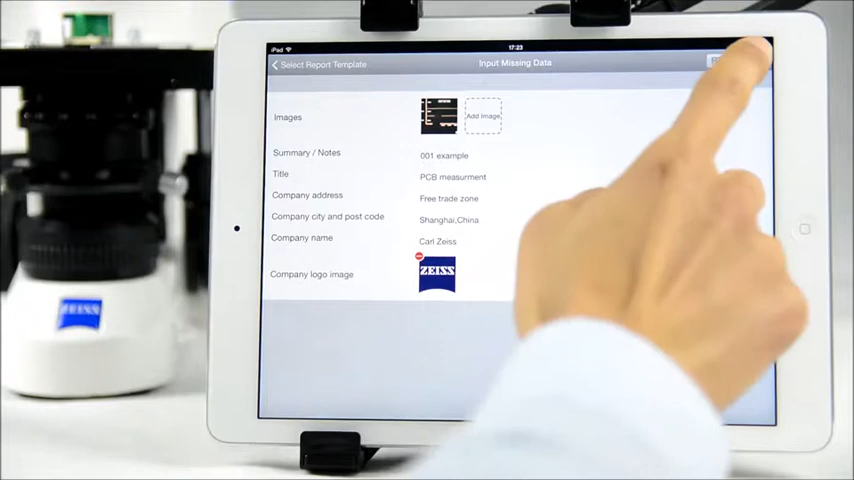 iPad 17:23
Select Report Template Input Missing Data
Images Add Image
Summary / Notes 001 example
Title PCB measurment
Company address Free trade zone
Company city and post code Shanghai,China
Company name Carl Zeiss
Company logo image ZEISS
ZEISS